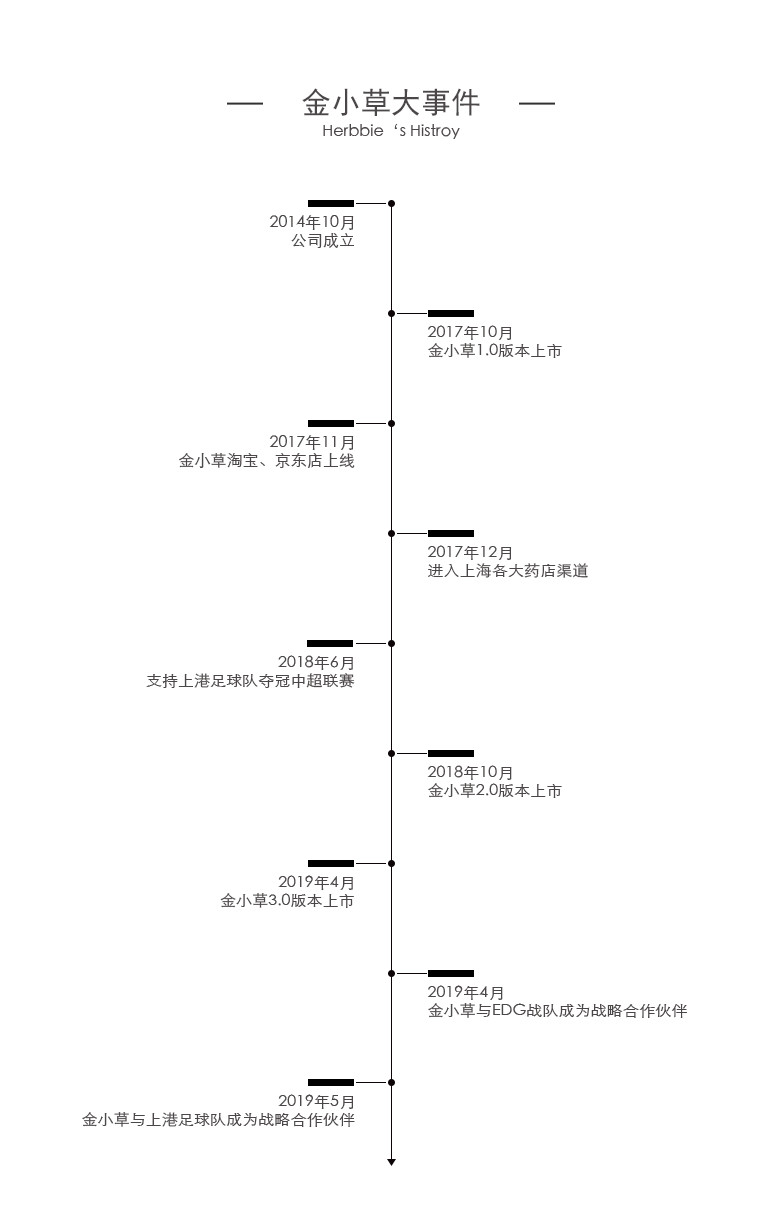 金小草大事件
Herbbie ‘s Histroy
2014年10月
公司成立
2017年10月
金小草1.0版本上市
2017年11月
金小草淘宝、京东店上线
2017年12月
进入上海各大药店渠道
2018年6月
支持上港足球队夺冠中超联赛
2018年10月
金小草2.0版本上市
2019年4月
金小草3.0版本上市
2019年4月
金小草与EDG战队成为战略合作伙伴
2019年5月
金小草与上港足球队成为战略合作伙伴